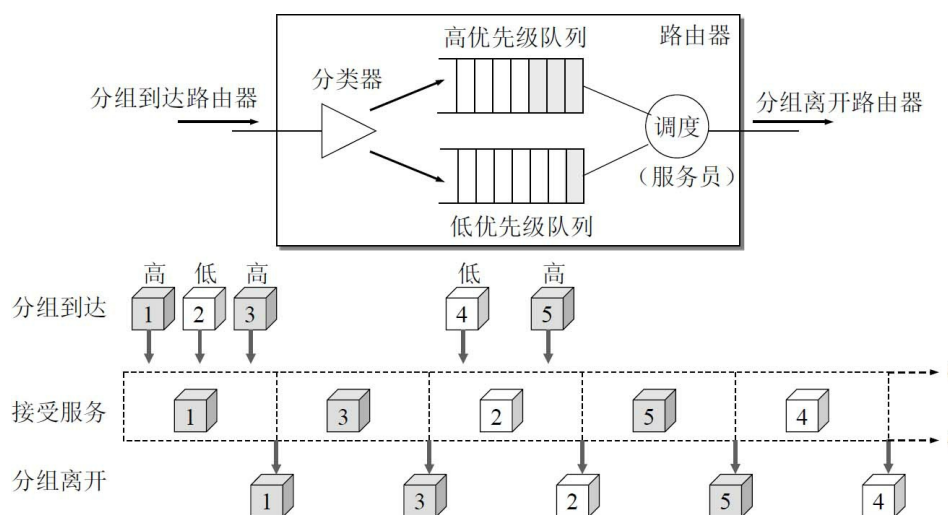 高优先级队列
路由器
分类器
分组到达路由器
分组离开路由器
调度
（服务员）
低优先级队列
高 低 高 低 高
分组到达
1 2 3 4 5
接受服务
1 3 2 5 4
分组离开
1 3 2 5 4